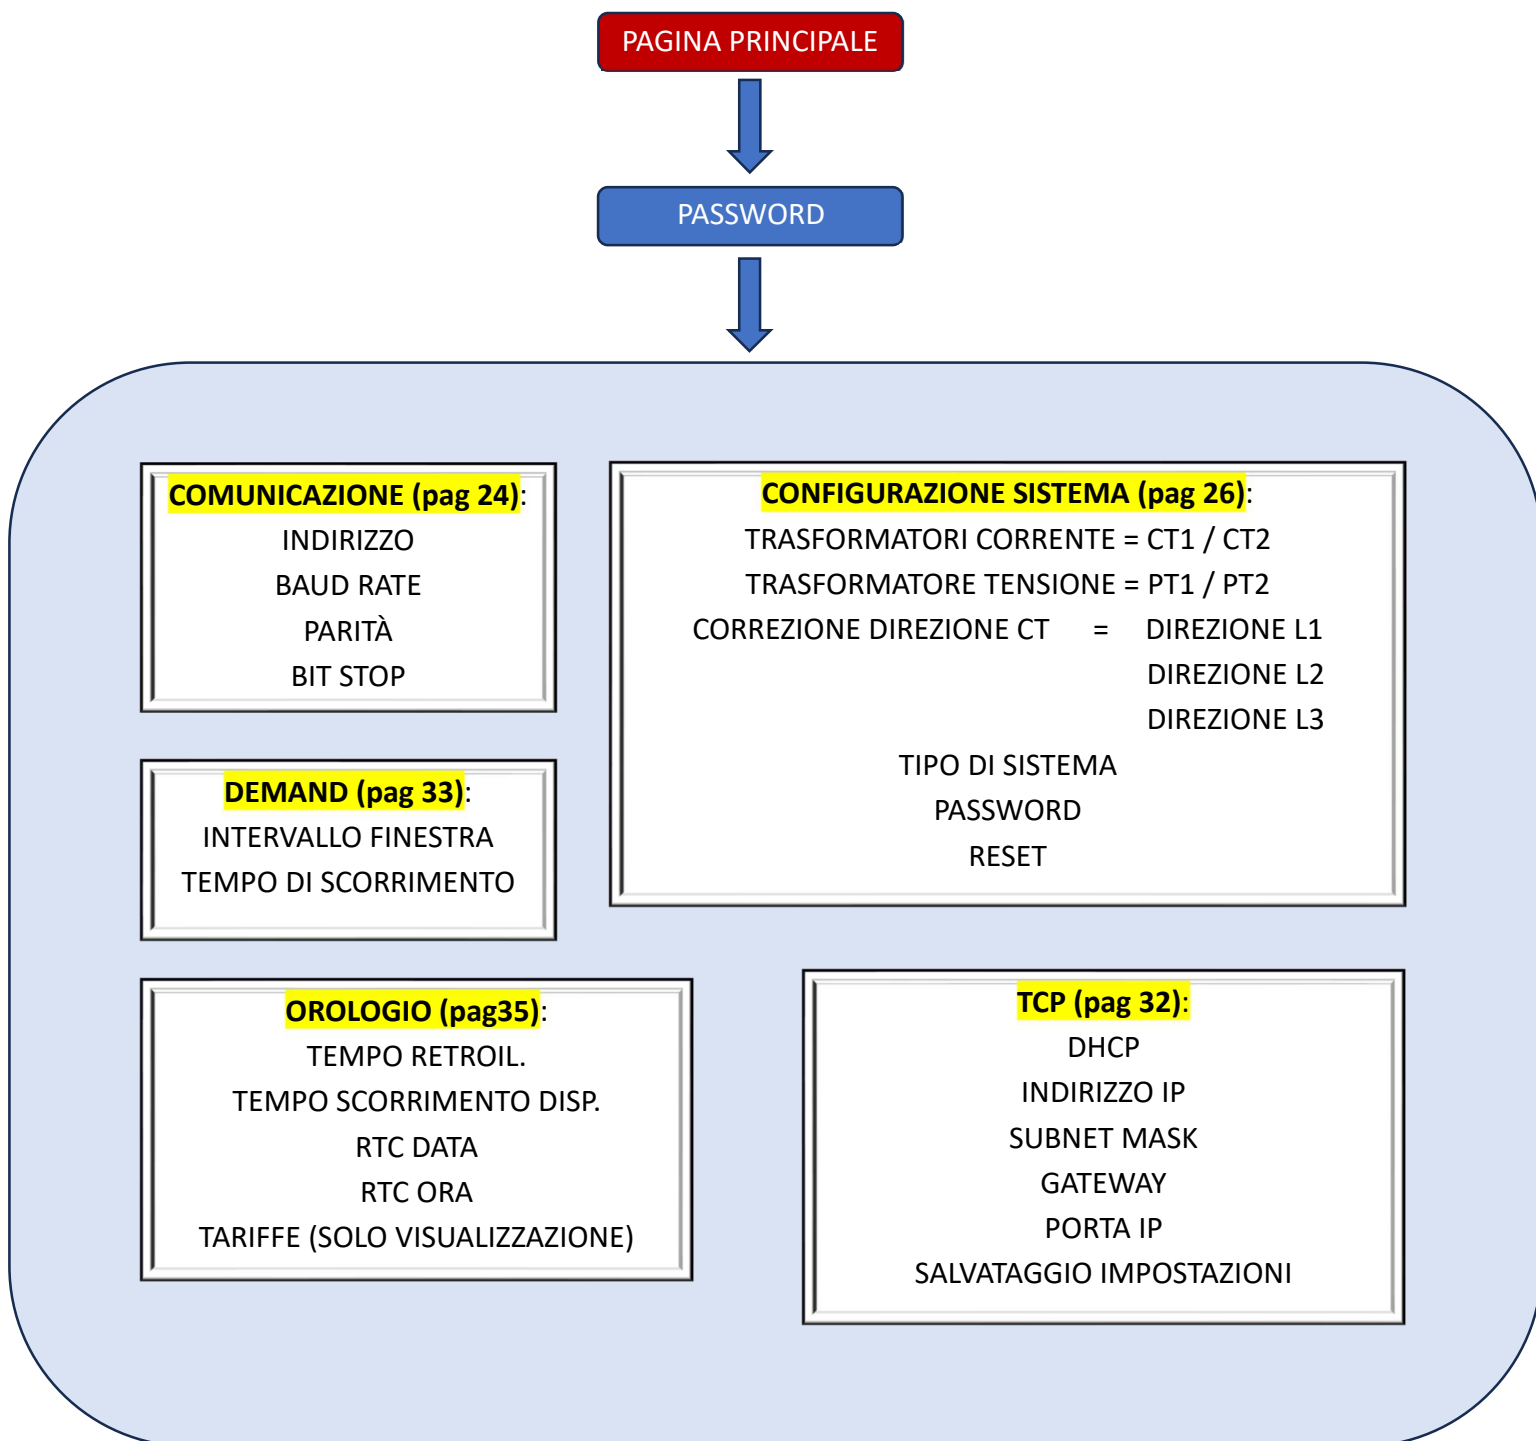 PAGINA PRINCIPALE
PASSWORD
COMUNICAZIONE (pag 24):
INDIRIZZO
BAUD RATE
PARITÀ
BIT STOP
CONFIGURAZIONE SISTEMA (pag 26):
TRASFORMATORI CORRENTE = CT1 / CT2
TRASFORMATORE TENSIONE = PT1 / PT2
CORREZIONE DIREZIONE CT = DIREZIONE L1
DIREZIONE L2
DIREZIONE L3
TIPO DI SISTEMA
PASSWORD
RESET
DEMAND (pag 33):
INTERVALLO FINESTRA
TEMPO DI SCORRIMENTO
OROLOGIO (pag35):
TEMPO RETROIL.
TEMPO SCORRIMENTO DISP.
RTC DATA
RTC ORA
TARIFFE (SOLO VISUALIZZAZIONE)
TCP (pag 32):
DHCP
INDIRIZZO IP
SUBNET MASK
GATEWAY
PORTA IP
SALVATAGGIO IMPOSTAZIONI